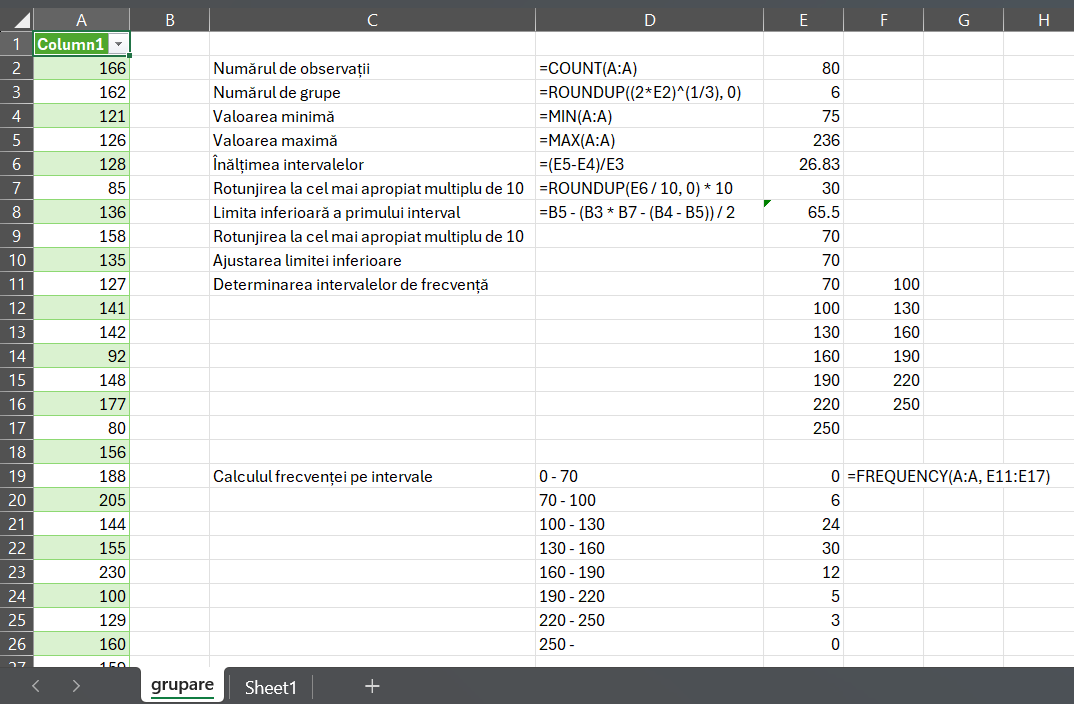 A B C D E F G H
1 Column1
2 166 Numărul de observații =COUNT(A:A) 80
3 162 Numărul de grupe =ROUNDUP((2*E2)^(1/3), 0) 6
4 121 Valoarea minimă =MIN(A:A) 75
5 126 Valoarea maximă =MAX(A:A) 236
6 128 Înălțimea intervalelor =(E5-E4)/E3 26.83
7 85 Rotunjirea la cel mai apropiat multiplu de 10 =ROUNDUP(E6 / 10, 0) * 10 30
8 136 Limita inferioară a primului interval =B5 - (B3 * B7 - (B4 - B5)) / 2 65.5
9 158 Rotunjirea la cel mai apropiat multiplu de 10 70
10 135 Ajustarea limitei inferioare 70
11 127 Determinarea intervalelor de frecvență 70 100
12 141 100 130
13 142 130 160
14 92 160 190
15 148 190 220
16 177 220 250
17 80 250
18 156
19 188 Calculul frecvenței pe intervale 0 - 70 0 =FREQUENCY(A:A, E11:E17)
20 205 70 - 100 6
21 144 100 - 130 24
22 155 130 - 160 30
23 230 160 - 190 12
24 100 190 - 220 5
25 129 220 - 250 3
26 160 250 - 0
27 159
grupare Sheet1